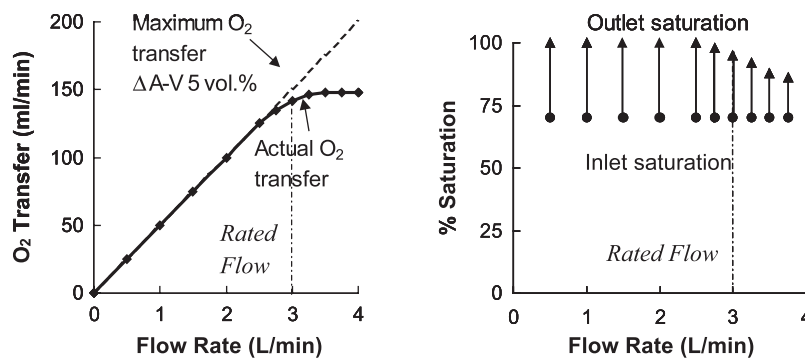 200
150
100
50
0
O₂ Transfer (ml/min)
Maximum O₂
transfer
ΔA-V 5 vol.%
Actual O₂
transfer
Rated
Flow
0 1 2 3 4
Flow Rate (L/min)
Outlet saturation
100
75
50
25
0
% Saturation
Inlet saturation
Rated Flow
0 1 2 3 4
Flow Rate (L/min)